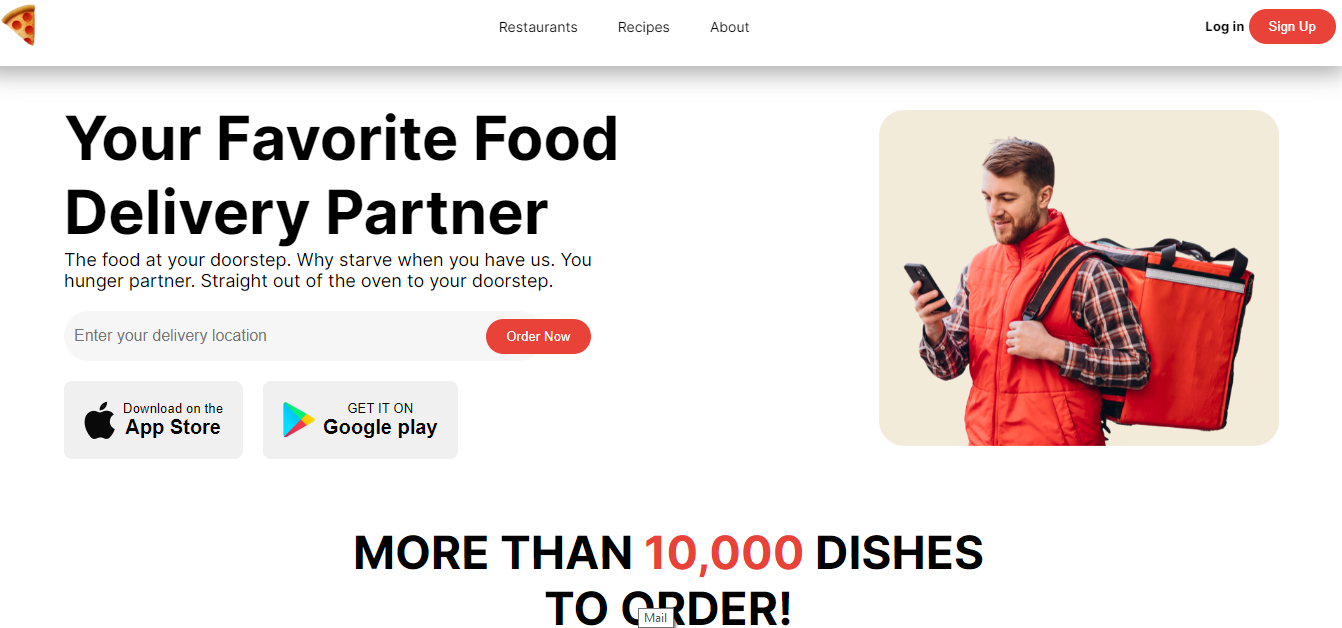 Restaurants
Recipes
About
Log in
Sign Up
Your Favorite Food
Delivery Partner
The food at your doorstep. Why starve when you have us. You
hunger partner. Straight out of the oven to your doorstep.
Enter your delivery location
Order Now
Download on the
App Store
GET IT ON
Google play
MORE THAN 10,000 DISHES
TO ORDER!
Mail